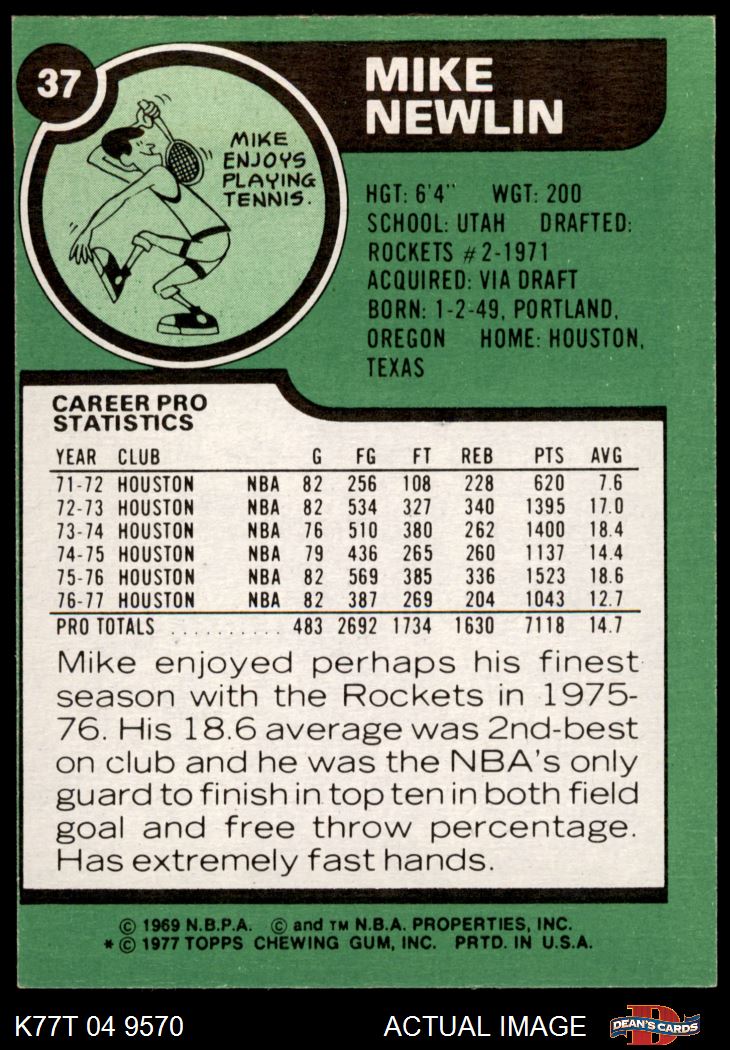 37
MIKE
NEWLIN
MIKE
ENJOYS
PLAYING
TENNIS.
HGT: 6'4" WGT: 200
SCHOOL: UTAH DRAFTED:
ROCKETS #2-1971
ACQUIRED: VIA DRAFT
BORN: 1-2-49, PORTLAND,
OREGON HOME: HOUSTON,
TEXAS
CAREER PRO
STATISTICS
YEAR CLUB G FG FT REB PTS AVG
71-72 HOUSTON NBA 82 256 108 228 620 7.6
72-73 HOUSTON NBA 82 534 327 340 1395 17.0
73-74 HOUSTON NBA 76 510 380 262 1400 18.4
74-75 HOUSTON NBA 79 436 265 260 1137 14.4
75-76 HOUSTON NBA 82 569 385 336 1523 18.6
76-77 HOUSTON NBA 82 387 269 204 1043 12.7
PRO TOTALS .......... 483 2692 1734 1630 7118 14.7
Mike enjoyed perhaps his finest
season with the Rockets in 1975-
76. His 18.6 average was 2nd-best
on club and he was the NBA's only
guard to finish in top ten in both field
goal and free throw percentage.
Has extremely fast hands.
© 1969 N.B.P.A. © and TM N.B.A. PROPERTIES, INC.
* © 1977 TOPPS CHEWING GUM, INC. PRTD. IN U.S.A.
K77T 04 9570 ACTUAL IMAGE D DEAN'S CARDS